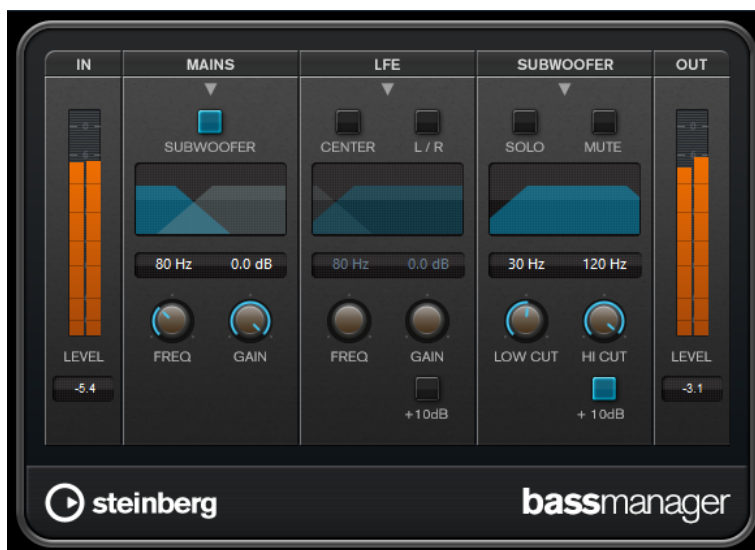 IN MAINS LFE SUBWOOFER OUT
SUBWOOFER CENTER L / R SOLO MUTE
80 Hz 0.0 dB 80 Hz 0.0 dB 30 Hz 120 Hz
LEVEL FREQ GAIN FREQ GAIN LOW CUT HI CUT LEVEL
-5.4 -3.1
+10dB + 10dB
steinberg bassmanager